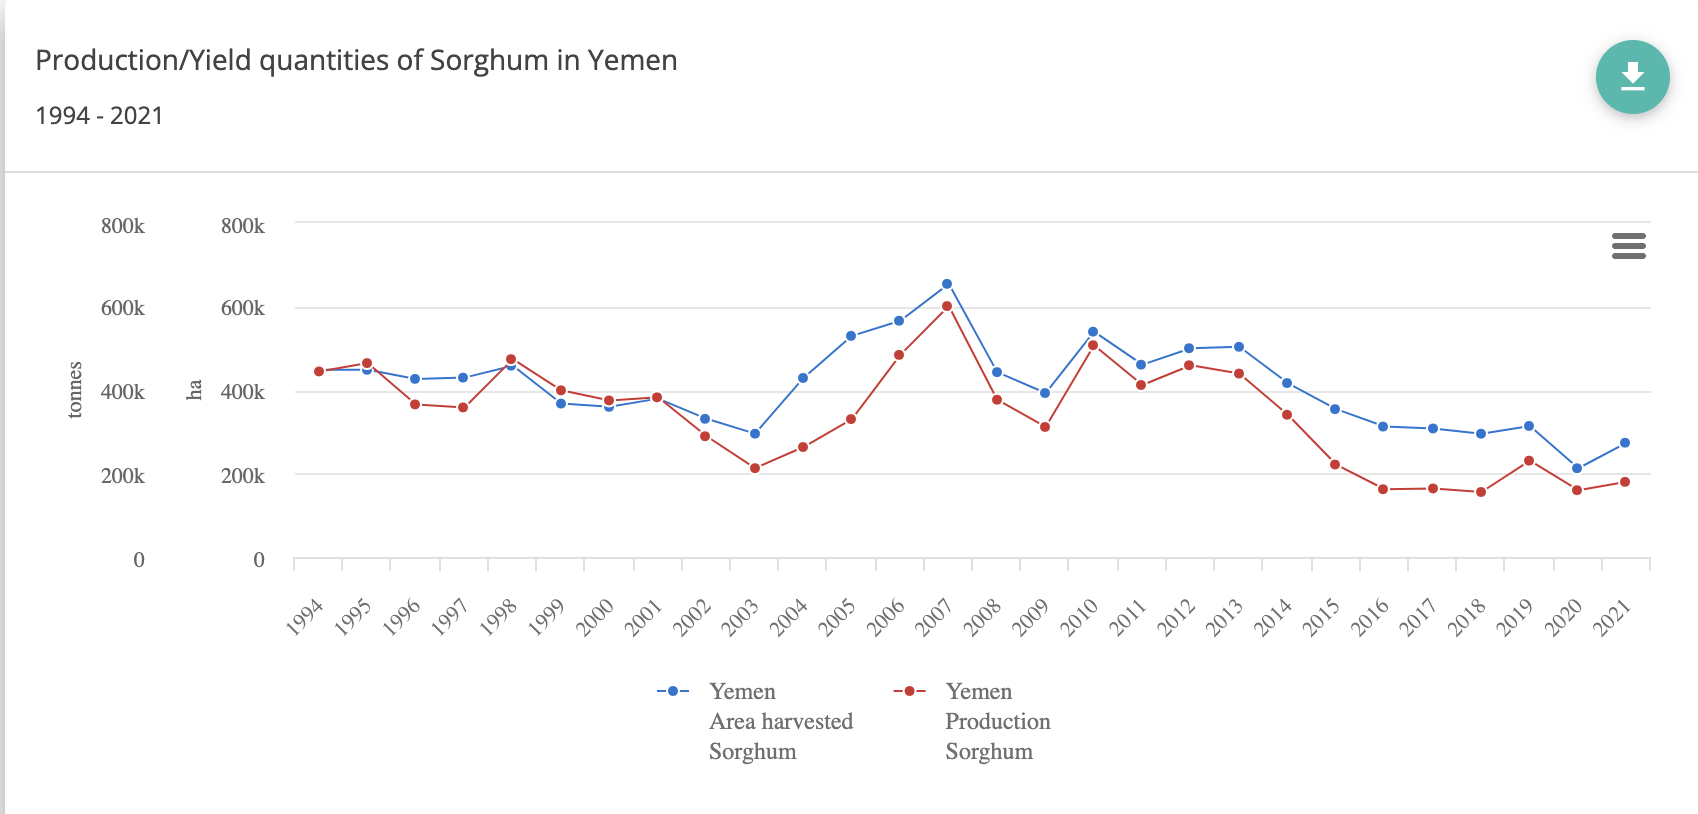 Production/Yield quantities of Sorghum in Yemen
1994 - 2021
800k 800k
600k 600k
400k 400k
200k 200k
0 0
tonnes
ha
1994 1995 1996 1997 1998 1999 2000 2001 2002 2003 2004 2005 2006 2007 2008 2009 2010 2011 2012 2013 2014 2015 2016 2017 2018 2019 2020 2021
Yemen Yemen
Area harvested Production
Sorghum Sorghum